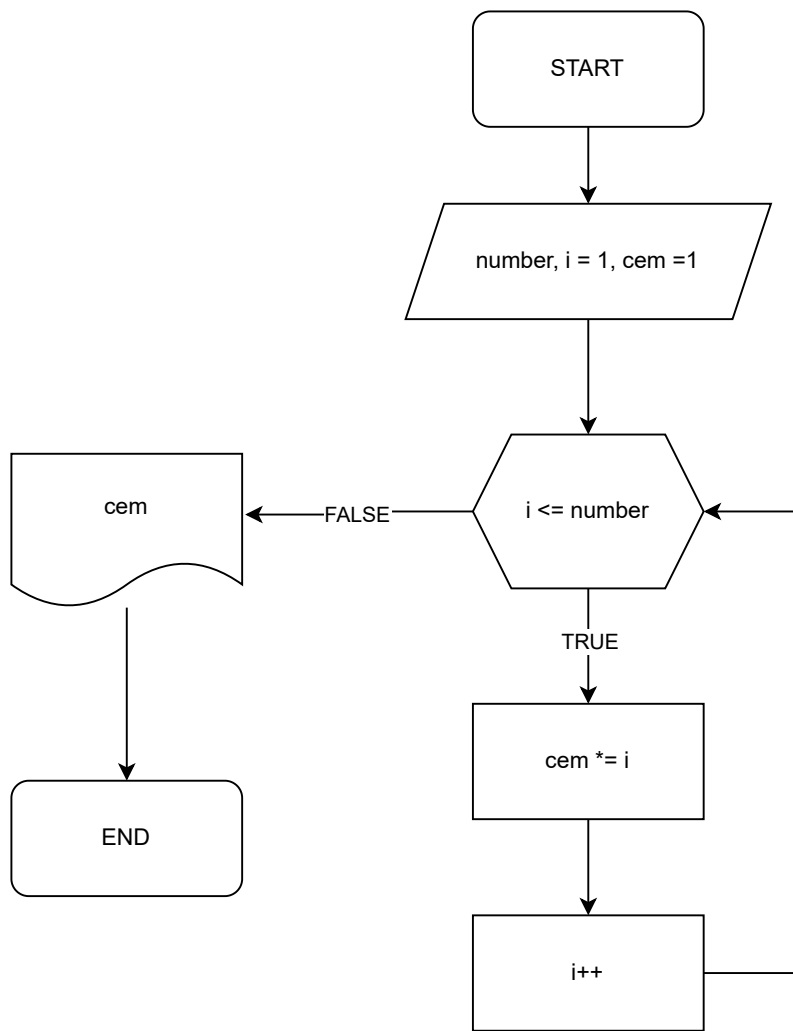 START
number, i = 1, cem =1
i <= number
FALSE
cem
TRUE
cem *= i
END
i++